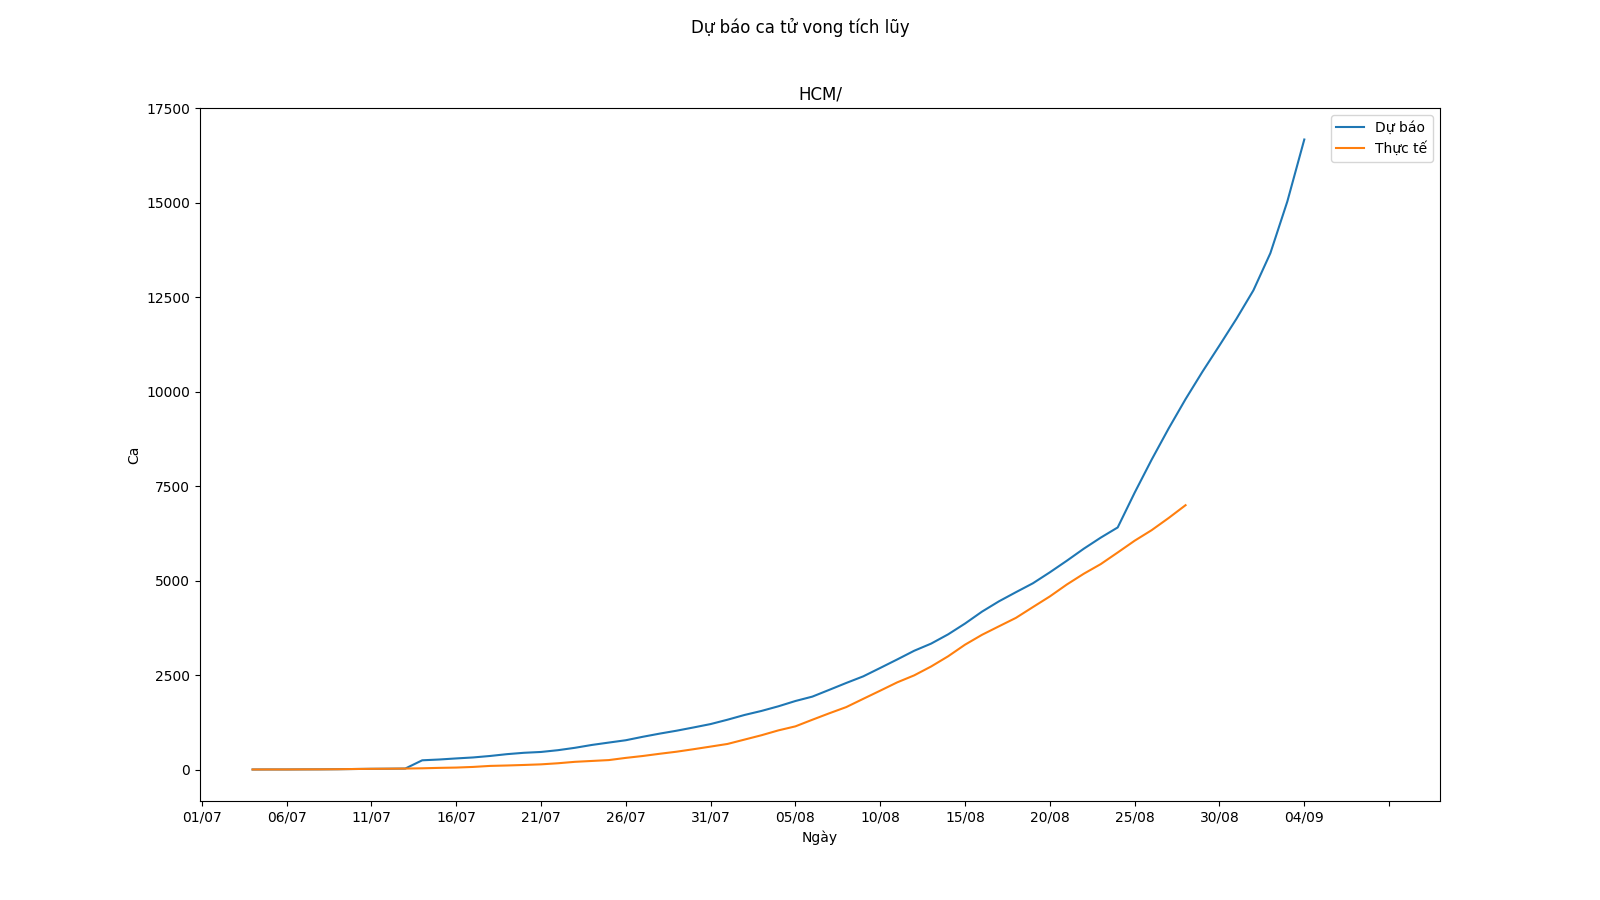 Dự báo ca tử vong tích lũy
HCM/
17500
15000
12500
10000
7500
5000
2500
0
Ca
Dự báo
Thực tế
01/07 06/07 11/07 16/07 21/07 26/07 31/07 05/08 10/08 15/08 20/08 25/08 30/08 04/09
Ngày